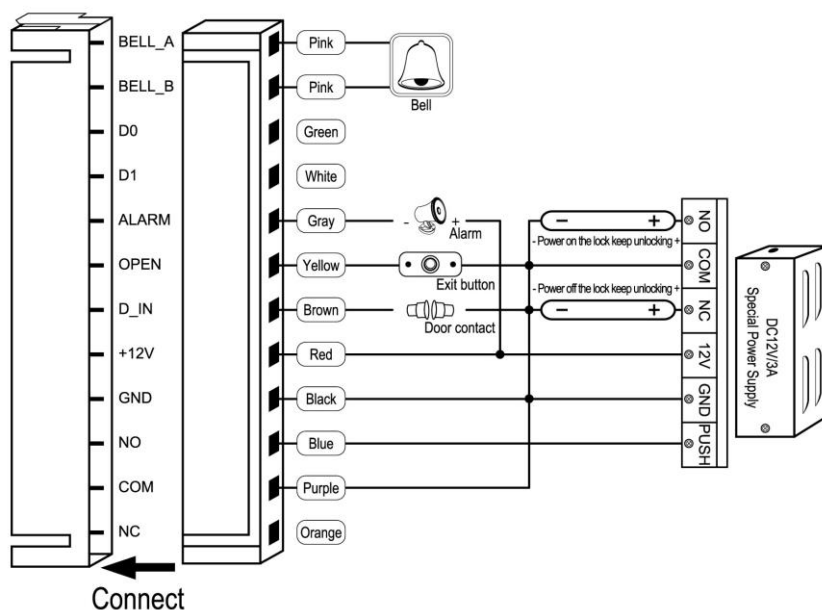 BELL_A
Pink
BELL_B
Pink
Bell
D0
Green
D1
White
ALARM
Gray
- +
Alarm
- +
NO
- Power on the lock keep unlocking +
OPEN
Yellow
Exit button
COM
- Power off the lock keep unlocking +
D_IN
Brown
Door contact
- +
NC
+12V
Red
12V
GND
Black
GND
NO
Blue
PUSH
COM
Purple
NC
Orange
DC12V/3A
Special Power Supply
Connect